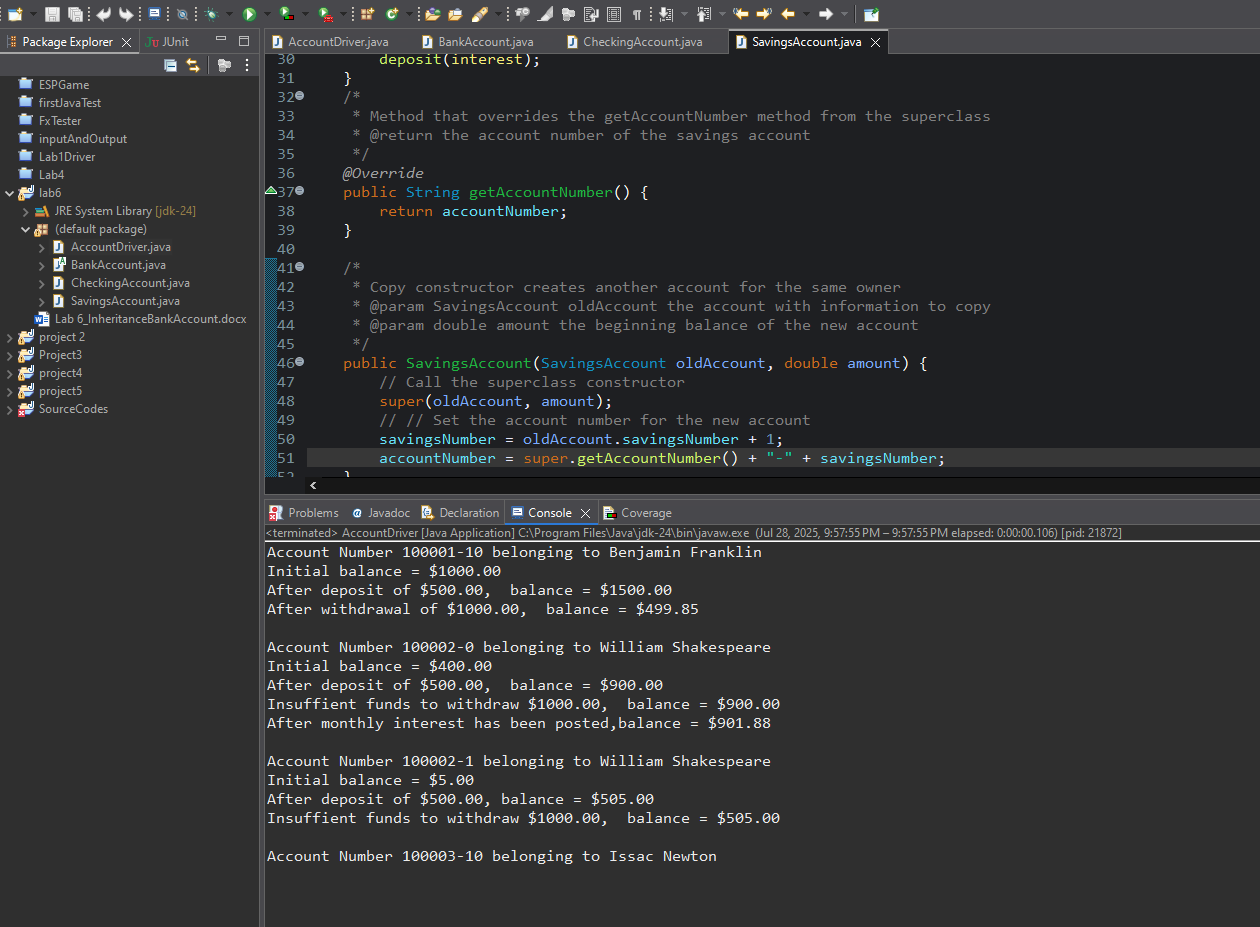 Package Explorer
JUnit
ESPGame
firstJavaTest
FxTester
inputAndOutput
Lab1Driver
Lab4
lab6
JRE System Library [jdk-24]
(default package)
AccountDriver.java
BankAccount.java
CheckingAccount.java
SavingsAccount.java
Lab 6_InheritanceBankAccount.docx
project 2
Project3
project4
project5
SourceCodes
AccountDriver.java
BankAccount.java
CheckingAccount.java
SavingsAccount.java
30 deposit(interest);
31 }
32 /*
33 * Method that overrides the getAccountNumber method from the superclass
34 * @return the account number of the savings account
35 */
36 @Override
37 public String getAccountNumber() {
38 return accountNumber;
39 }
40
41 /*
42 * Copy constructor creates another account for the same owner
43 * @param SavingsAccount oldAccount the account with information to copy
44 * @param double amount the beginning balance of the new account
45 */
46 public SavingsAccount(SavingsAccount oldAccount, double amount) {
47 // Call the superclass constructor
48 super(oldAccount, amount);
49 // // Set the account number for the new account
50 savingsNumber = oldAccount.savingsNumber + 1;
51 accountNumber = super.getAccountNumber() + "-" + savingsNumber;
52 }
Problems
Javadoc
Declaration
Console
Coverage
<terminated> AccountDriver [Java Application] C:\Program Files\Java\jdk-24\bin\javaw.exe (Jul 28, 2025, 9:57:55 PM – 9:57:55 PM elapsed: 0:00:00.106) [pid: 21872]
Account Number 100001-10 belonging to Benjamin Franklin
Initial balance = $1000.00
After deposit of $500.00,  balance = $1500.00
After withdrawal of $1000.00,  balance = $499.85

Account Number 100002-0 belonging to William Shakespeare
Initial balance = $400.00
After deposit of $500.00,  balance = $900.00
Insufficient funds to withdraw $1000.00,  balance = $900.00
After monthly interest has been posted,balance = $901.88

Account Number 100002-1 belonging to William Shakespeare
Initial balance = $5.00
After deposit of $500.00, balance = $505.00
Insuffient funds to withdraw $1000.00,  balance = $505.00

Account Number 100003-10 belonging to Issac Newton